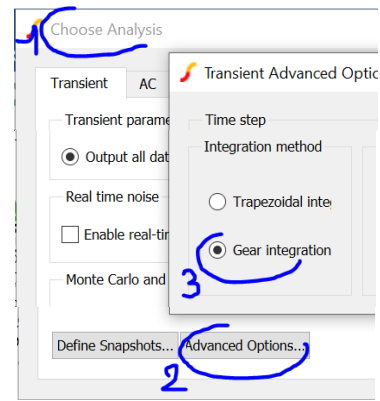 1
Choose Analysis
Transient AC
Transient Advanced Optio
Transient parame
Time step
Integration method
Output all dat
Real time noise
Trapezoidal inte
Enable real-tir
Gear integration
3
Monte Carlo and
Define Snapshots... Advanced Options...
2